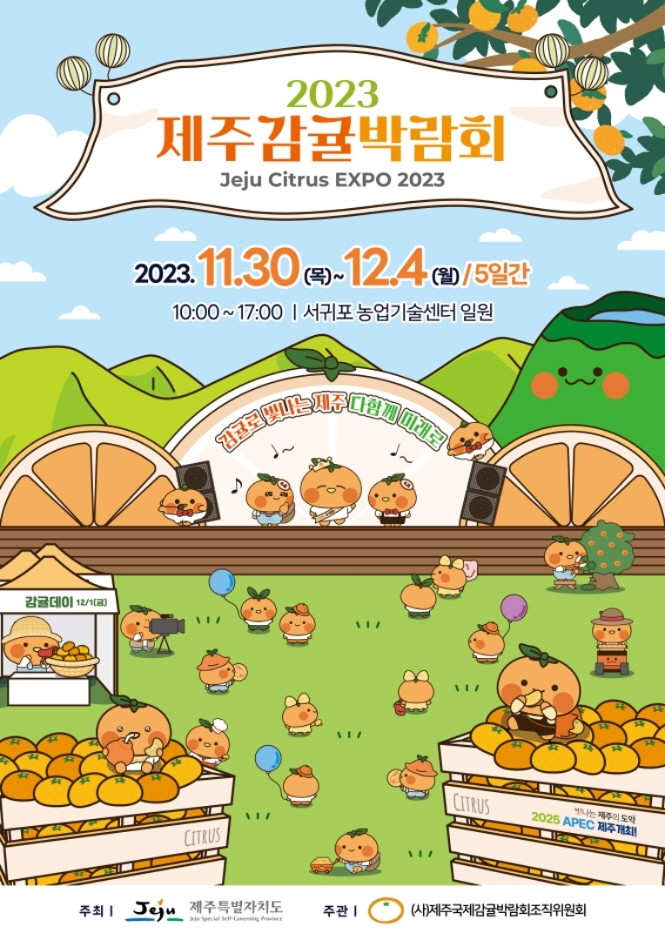 2023
제주감귤박람회
Jeju Citrus EXPO 2023
2023. 11.30 (목)~ 12.4 (월) / 5일간
10:00 ~ 17:00 | 서귀포 농업기술센터 일원
감귤로 빛나는 제주 다함께 미래로
감귤데이 12/1(금)
CITRUS
CITRUS
빛나는 제주의 도약
2025 APEC 제주개최!
주최 | Jeju 제주특별자치도
Jeju Special Self-Governing Province
주관 | (사)제주국제감귤박람회조직위원회